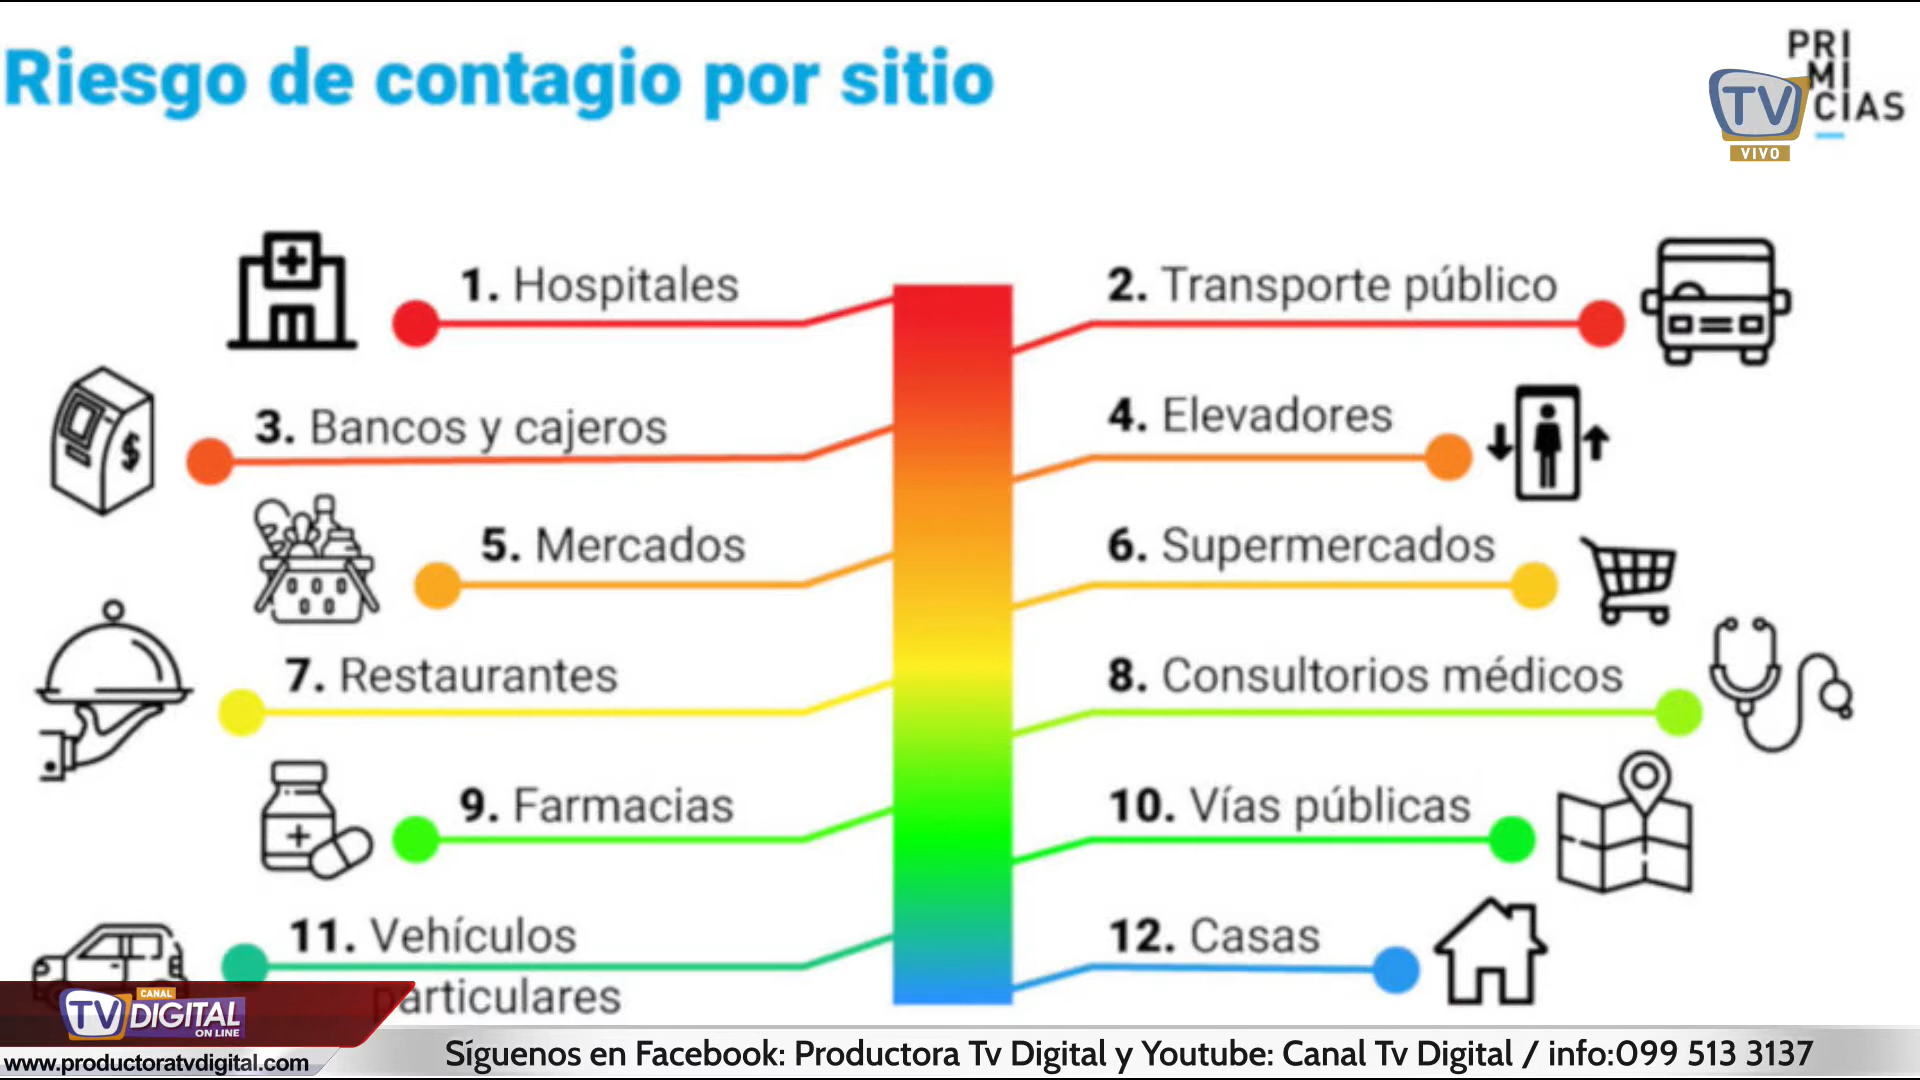 Riesgo de contagio por sitio
PRI
MI
CIAS
TV
VIVO
1. Hospitales
2. Transporte público
3. Bancos y cajeros
$
4. Elevadores
5. Mercados
6. Supermercados
7. Restaurantes
8. Consultorios médicos
9. Farmacias
10. Vías públicas
11. Vehículos
particulares
12. Casas
CANAL
TV DIGITAL
ON LINE
www.productoratvdigital.com
Síguenos en Facebook: Productora Tv Digital y Youtube: Canal Tv Digital / info:099 513 3137